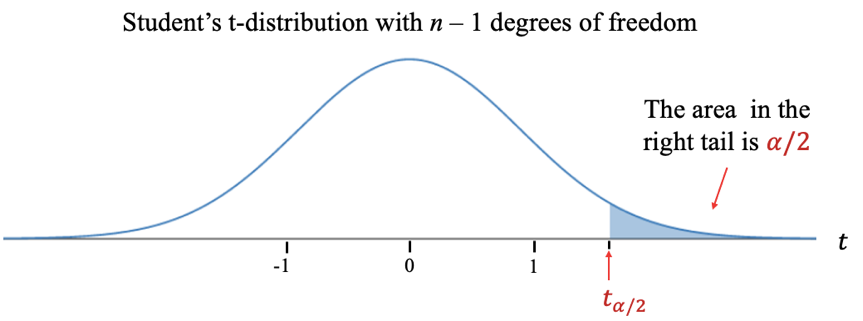 Student’s t-distribution with n – 1 degrees of freedom
The area in the
right tail is α/2
t
-1
0
1
tα/2